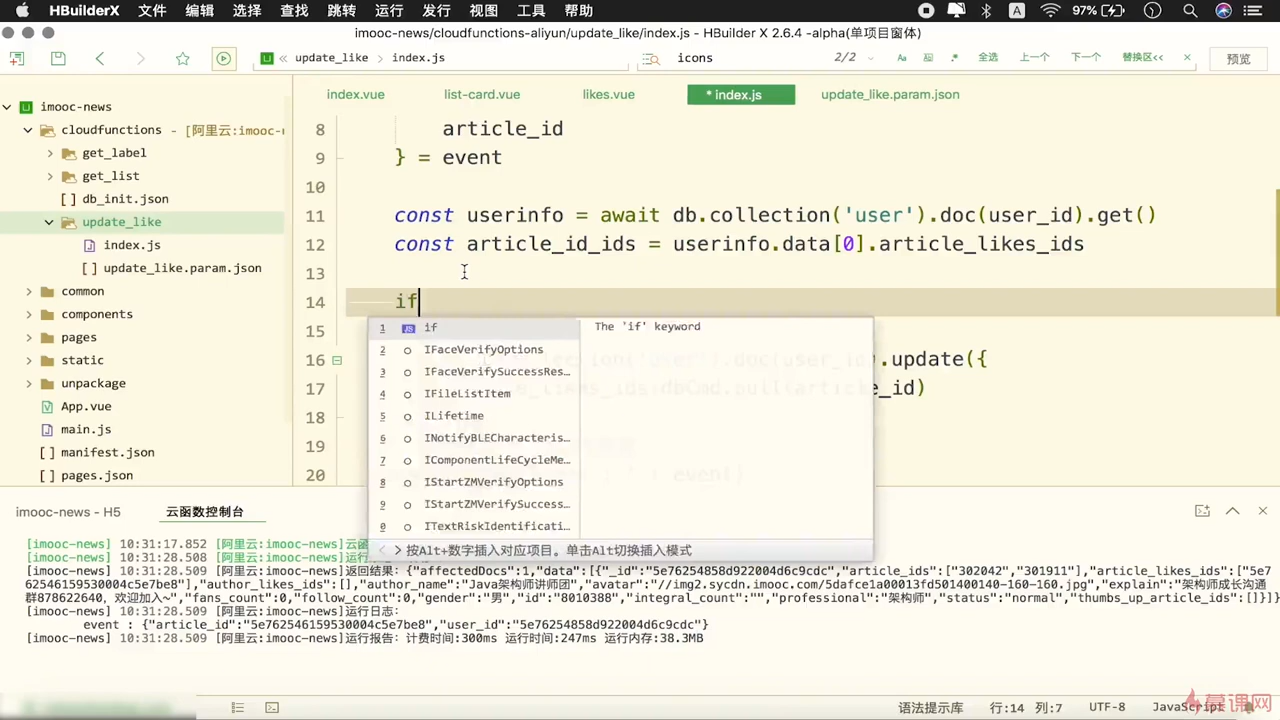 HBuilderX 文件 编辑 选择 查找 跳转 运行 发行 视图 工具 帮助 97%
imooc-news/cloudfunctions-aliyun/update_like/index.js - HBuilder X 2.6.4 -alpha(单项目窗体)
update_like index.js icons 2/2 Aa 全选 上一个 下一个 替换区<< 预览
imooc-news
cloudfunctions - [阿里云:imooc-
get_label
get_list
db_init.json
update_like
index.js
update_like.param.json
common
components
pages
static
unpackage
App.vue
main.js
manifest.json
pages.json
index.vue list-card.vue likes.vue * index.js update_like.param.json
8 article_id
9 } = event
10
11 const userinfo = await db.collection('user').doc(user_id).get()
12 const article_id_ids = userinfo.data[0].article_likes_ids
13
14 if
15
16 .update({
17 le_id)
18
19
20
1 if The 'if' keyword
2 IFaceVerifyOptions
3 IFaceVerifySuccessRes…
4 IFileListItem
5 ILifetime
6 INotifyBLECharacteris…
7 IComponentLifeCycleMe…
8 IStartZMVerifyOptions
9 IStartZMVerifySuccess…
0 ITextRiskIdentificati…
按Alt+数字插入对应项目。单击Alt切换插入模式
imooc-news - H5 云函数控制台
[imooc-news] 10:31:17.852 [阿里云:imooc-news]云函
[imooc-news] 10:31:28.508 [阿里云:imooc-news]
[imooc-news] 10:31:28.509 [阿里云:imooc-news]返回结果：{"affectedDocs":1,"data":[{"_id":"5e76254858d922004d6c9cdc","article_ids":["302042","301911"],"article_likes_ids":["5e7
62546159530004c5e7be8"],"author_likes_ids":[],"author_name":"Java架构师讲师团","avatar":"//img2.sycdn.imooc.com/5dafce1a00013fd501400140-160-160.jpg","explain":"架构师成长沟通
群878622640，欢迎加入~","fans_count":0,"follow_count":0,"gender":"男","id":"8010388","integral_count":"","professional":"架构师","status":"normal","thumbs_up_article_ids":[]}]}
[imooc-news] 10:31:28.509 [阿里云:imooc-news]运行日志：
event : {"article_id":"5e762546159530004c5e7be8","user_id":"5e76254858d922004d6c9cdc"}
[imooc-news] 10:31:28.509 [阿里云:imooc-news]运行报告：计费时间:300ms 运行时间:247ms 运行内存:38.3MB
语法提示库 行:14 列:7 UTF-8 JavaScript
慕课网